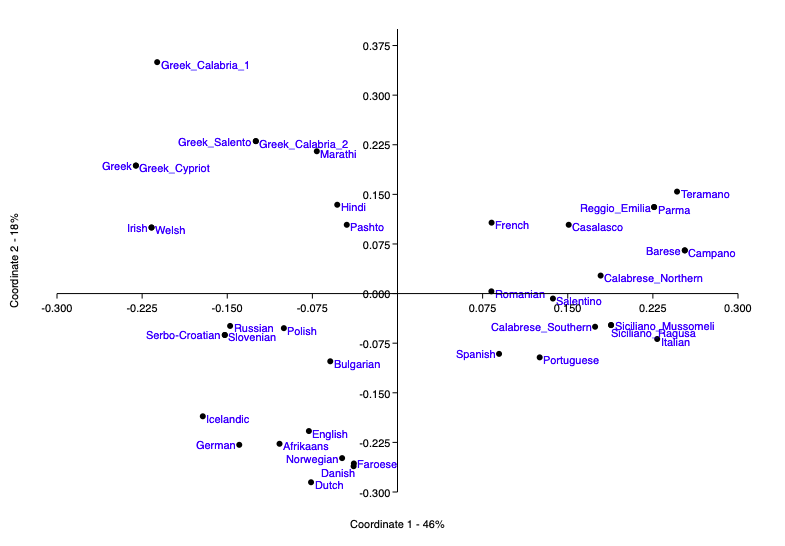 0.375
Greek_Calabria_1
0.300
0.225
Greek_Salento Greek_Calabria_2
Marathi
Greek Greek_Cypriot
0.150
Teramano
Hindi
Reggio_Emilia Parma
Irish Welsh
Pashto
French
Casalasco
0.075
Barese Campano
Calabrese_Northern
0.000
Romanian
Salentino
-0.300 -0.225 -0.150 -0.075 0.075 0.150 0.225 0.300
Russian
Polish
Calabrese_Southern Siciliano_Mussomeli
Serbo-Croatian Slovenian
Siciliano_Ragusa
Italian
-0.075
Spanish
Portuguese
Bulgarian
-0.150
Icelandic
English
-0.225
German
Afrikaans
Norwegian
Faroese
Danish
Dutch
-0.300
Coordinate 2 - 18%
Coordinate 1 - 46%